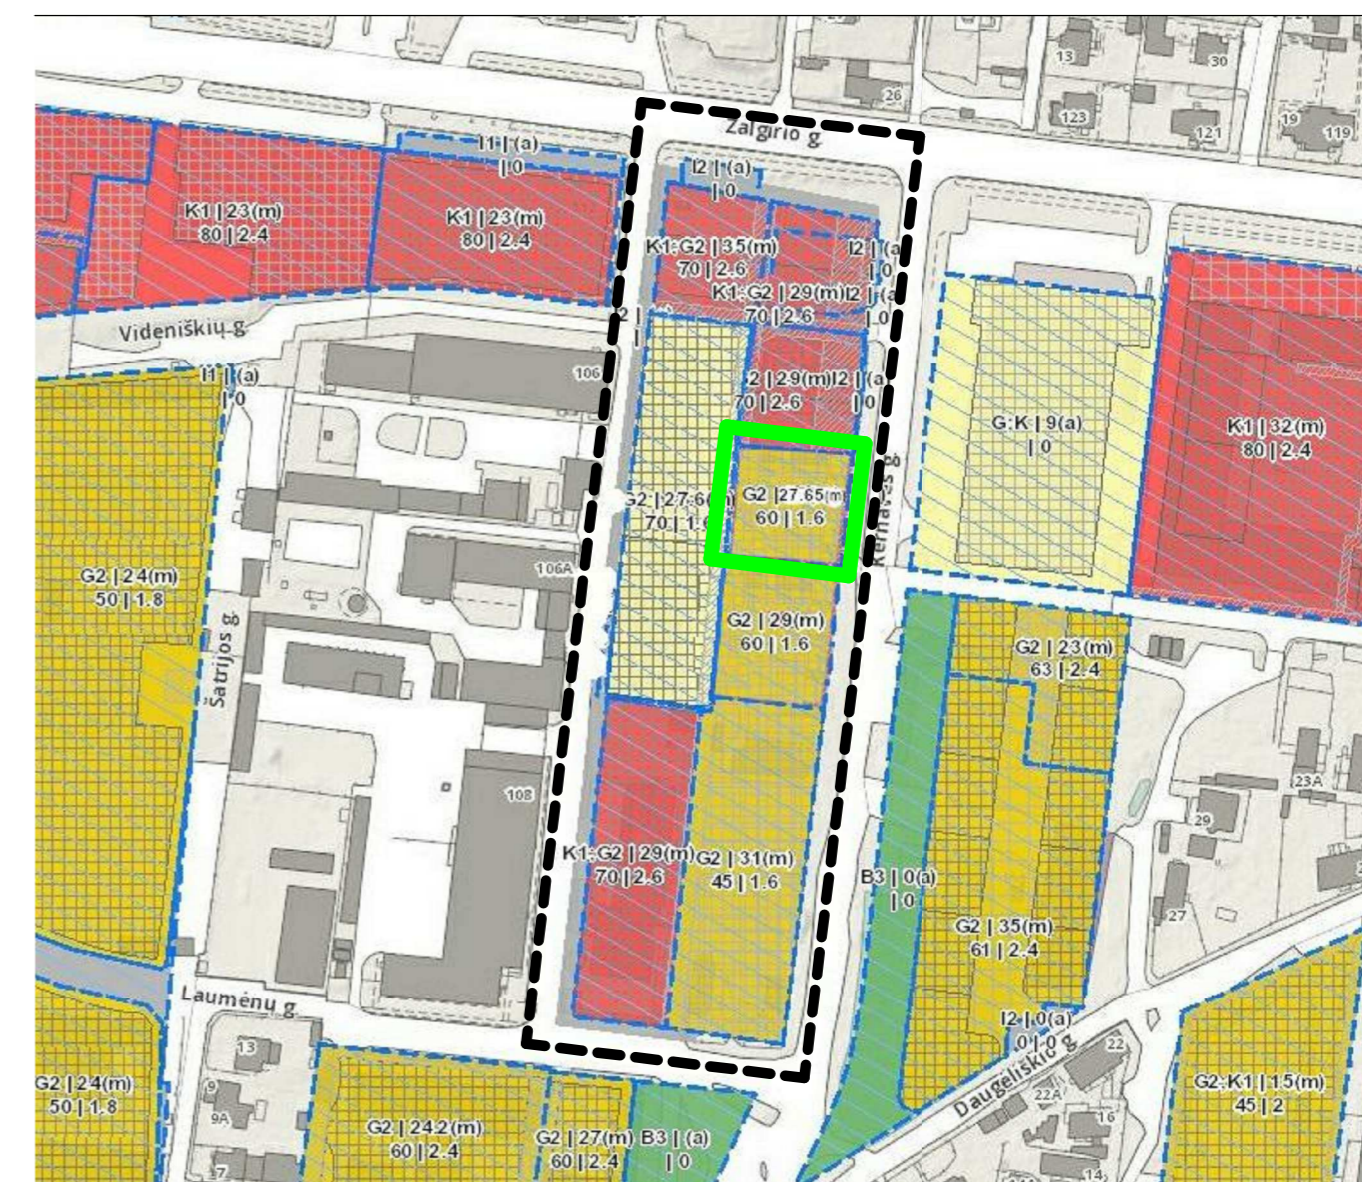 13
30
26
123
121
19
119
Žalgirio g.
I1 | (a)
| 0
I2 | (a)
| 0
K1 | 23(m)
80 | 2.4
K1 | 23(m)
80 | 2.4
K1;G2 | 35(m)
70 | 2.6
I2 | (a
| 0
K1;G2 | 29(m)
70 | 2.6
I2 | (a
| 0
Videniškių g.
106
I1 | (a)
| 0
2 | 29(m)
70 | 2.6
I2 | (a
| 0
G;K | 9(a)
| 0
K1 | 32(m)
80 | 2.4
Kernavės g.
G2 | 27.65(m)
60 | 1.6
106A
G2 | 24(m)
50 | 1.8
Šatrijos g.
G2 | 29(m)
60 | 1.6
G2 | 23(m)
63 | 2.4
108
23A
29
K1;G2 | 29(m)
70 | 2.6
G2 | 31(m)
45 | 1.6
B3 | 0(a)
| 0
27
G2 | 35(m)
61 | 2.4
Laumėnų g.
I2 | 0(a)
0 | 0
13
22
Daugėliškio g.
22A
G2 | 24(m)
50 | 1.8
9
9A
G2;K1 | 15(m)
45 | 2
16
G2 | 24.2(m)
60 | 2.4
G2 | 27(m)
60 | 2.4
B3 | (a)
| 0
7
14